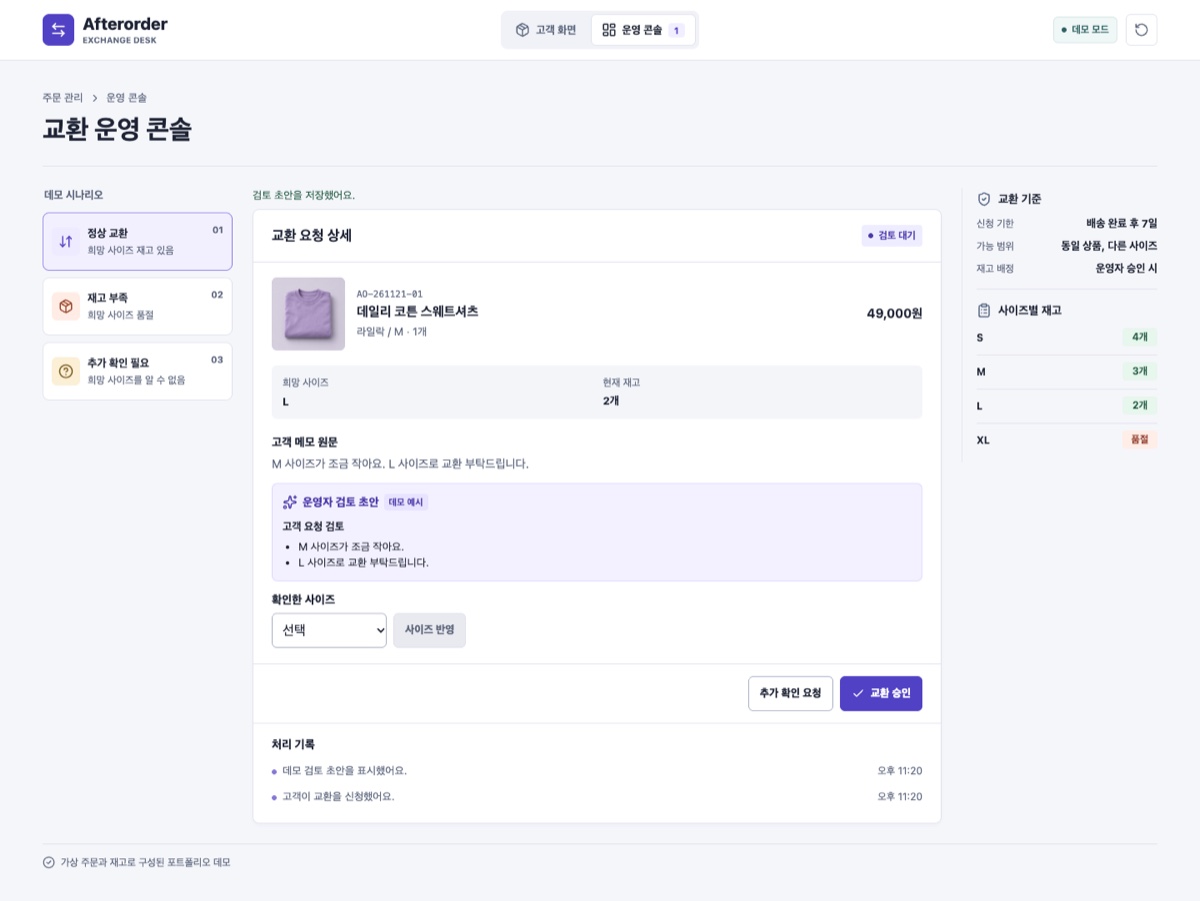 Afterorder
EXCHANGE DESK
고객 화면
운영 콘솔 1
데모 모드
주문 관리 > 운영 콘솔
교환 운영 콘솔
데모 시나리오
정상 교환 01
희망 사이즈 재고 있음
재고 부족 02
희망 사이즈 품절
추가 확인 필요 03
희망 사이즈를 알 수 없음
검토 초안을 저장했어요.
교환 요청 상세
검토 대기
AO-261121-01
데일리 코튼 스웨트셔츠
라일락 / M · 1개
49,000원
희망 사이즈
L
현재 재고
2개
고객 메모 원문
M 사이즈가 조금 작아요. L 사이즈로 교환 부탁드립니다.
운영자 검토 초안 데모 예시
고객 요청 검토
• M 사이즈가 조금 작아요.
• L 사이즈로 교환 부탁드립니다.
확인한 사이즈
선택
사이즈 반영
추가 확인 요청
교환 승인
처리 기록
데모 검토 초안을 표시했어요. 오후 11:20
고객이 교환을 신청했어요. 오후 11:20
교환 기준
신청 기한 배송 완료 후 7일
가능 범위 동일 상품, 다른 사이즈
재고 배정 운영자 승인 시
사이즈별 재고
S 4개
M 3개
L 2개
XL 품절
가상 주문과 재고로 구성된 포트폴리오 데모